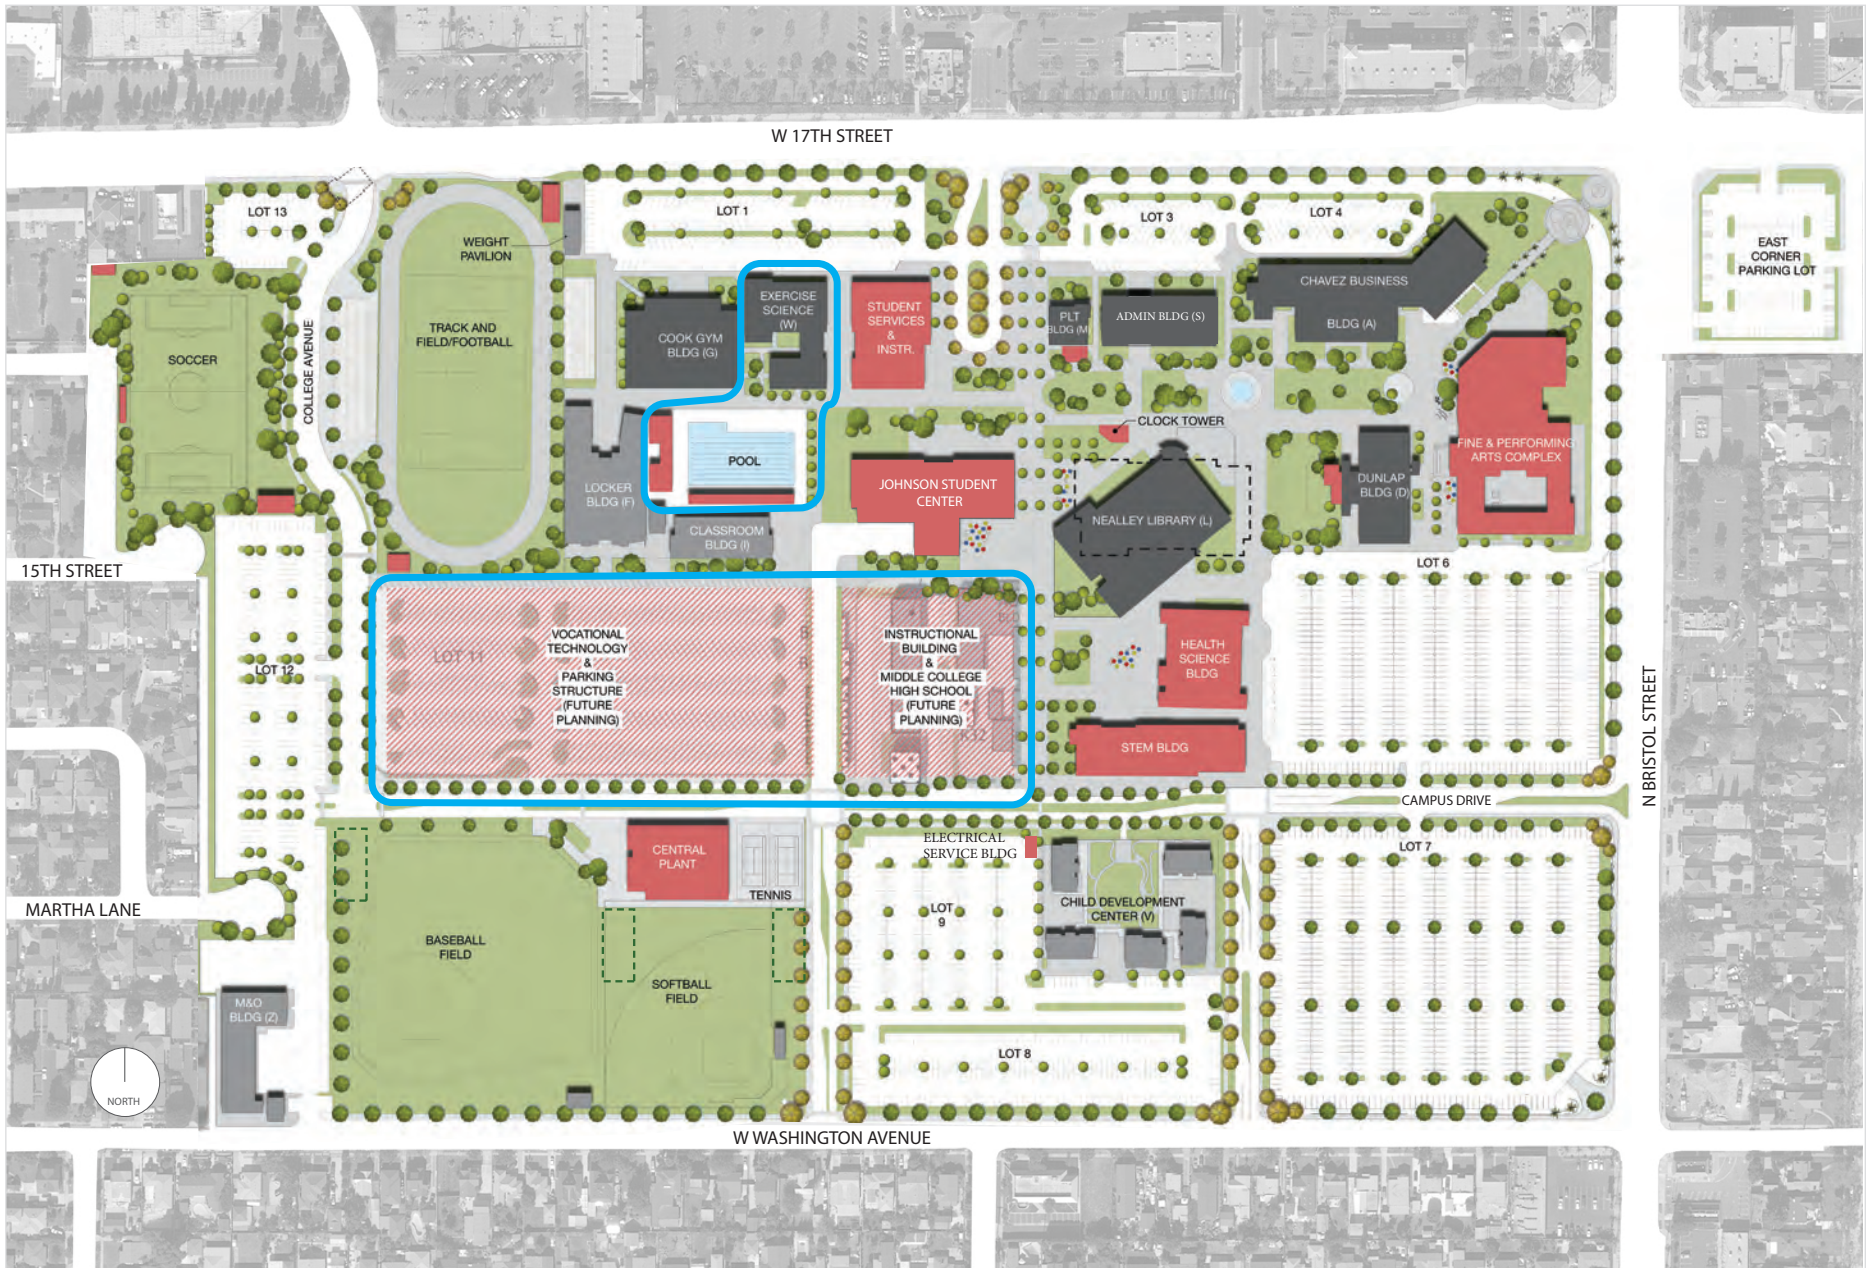 W 17TH STREET
LOT 13
LOT 1
LOT 3
LOT 4
WEIGHT
PAVILION
EAST
CORNER
PARKING LOT
CHAVEZ BUSINESS
BLDG (A)
EXERCISE
SCIENCE
(W)
STUDENT
SERVICES
&
INSTR.
PLT
BLDG (M)
ADMIN BLDG (S)
TRACK AND
FIELD/FOOTBALL
COOK GYM
BLDG (G)
SOCCER
COLLEGE AVENUE
CLOCK TOWER
FINE & PERFORMING
ARTS COMPLEX
POOL
LOCKER
BLDG (F)
JOHNSON STUDENT
CENTER
DUNLAP
BLDG (D)
NEALLEY LIBRARY (L)
CLASSROOM
BLDG (I)
15TH STREET
LOT 6
LOT 11
VOCATIONAL
TECHNOLOGY
&
PARKING
STRUCTURE
(FUTURE
PLANNING)
INSTRUCTIONAL
BUILDING
&
MIDDLE COLLEGE
HIGH SCHOOL
(FUTURE
PLANNING)
HEALTH
SCIENCE
BLDG
LOT 12
N BRISTOL STREET
STEM BLDG
CAMPUS DRIVE
ELECTRICAL
SERVICE BLDG
LOT 7
CENTRAL
PLANT
TENNIS
MARTHA LANE
LOT
9
CHILD DEVELOPMENT
CENTER (V)
BASEBALL
FIELD
SOFTBALL
FIELD
M&O
BLDG (Z)
LOT 8
NORTH
W WASHINGTON AVENUE